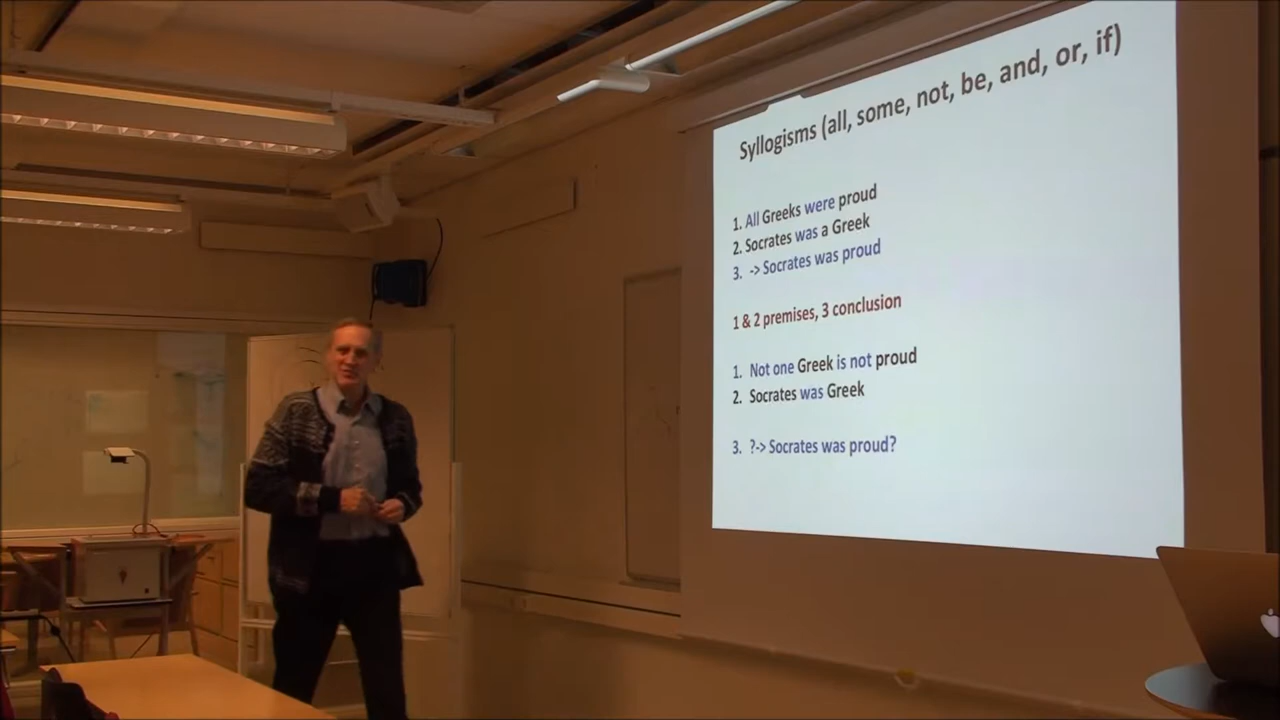 Syllogisms (all, some, not, be, and, or, if)
1. All Greeks were proud
2. Socrates was a Greek
3. -> Socrates was proud
1 & 2 premises, 3 conclusion
1. Not one Greek is not proud
2. Socrates was Greek
3. ?-> Socrates was proud?